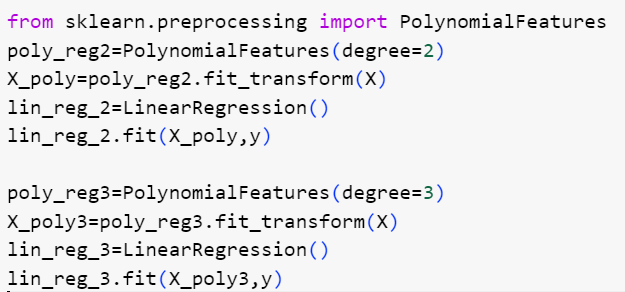 from sklearn.preprocessing import PolynomialFeatures
poly_reg2=PolynomialFeatures(degree=2)
X_poly=poly_reg2.fit_transform(X)
lin_reg_2=LinearRegression()
lin_reg_2.fit(X_poly,y)
poly_reg3=PolynomialFeatures(degree=3)
X_poly3=poly_reg3.fit_transform(X)
lin_reg_3=LinearRegression()
lin_reg_3.fit(X_poly3,y)